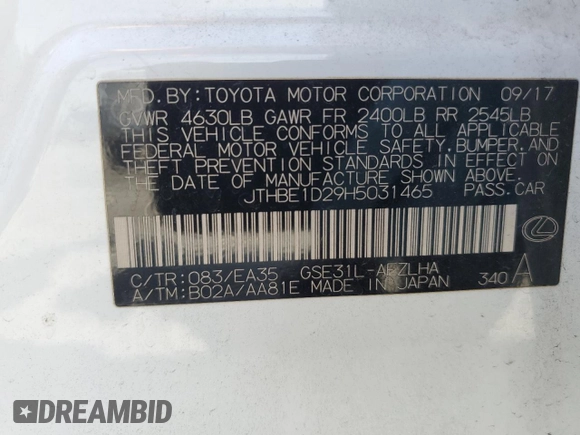 MFD. BY: TOYOTA MOTOR CORPORATION 09/17
GVWR 4630LB GAWR FR 2400LB RR 2545LB
THIS VEHICLE CONFORMS TO ALL APPLICABLE
FEDERAL MOTOR VEHICLE SAFETY, BUMPER, AND
THEFT PREVENTION STANDARDS IN EFFECT ON
THE DATE OF MANUFACTURE SHOWN ABOVE.
JTHBE1D29H5031465 PASS. CAR
C/TR: 083/EA35 GSE31L-AEZLHA
A/TM: B02A/AA81E MADE IN JAPAN 340 A
DREAMBID